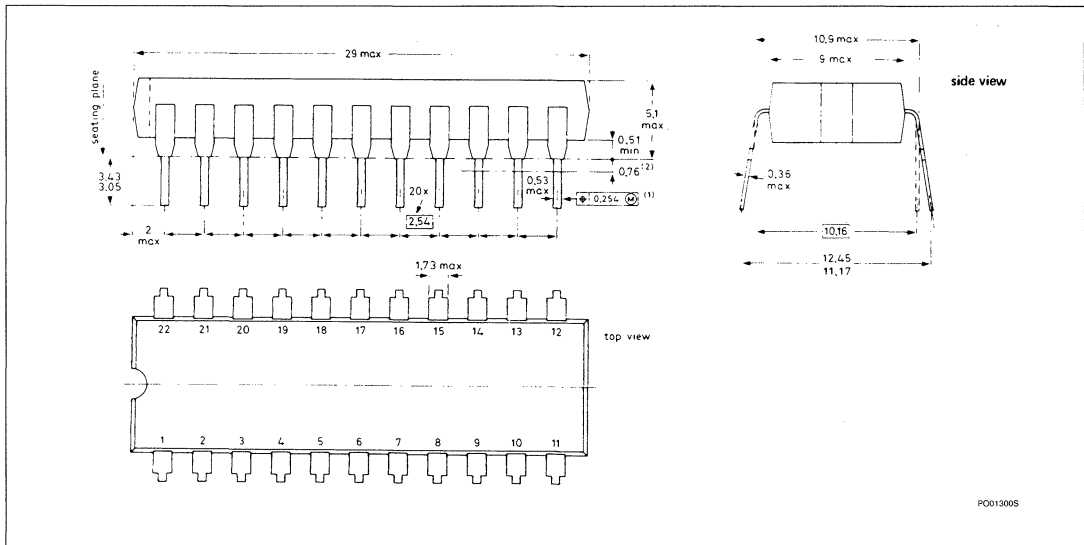 29 max
seating plane
5,1
max
0,51
min
0,76 (2)
3,43
3,05
0,53
max
20x
2,54
0,254 M (1)
2
max
10,9 max
9 max
side view
0,36
max
10,16
12,45
11,17
1,73 max
22 21 20 19 18 17 16 15 14 13 12
top view
1 2 3 4 5 6 7 8 9 10 11
PO01300S